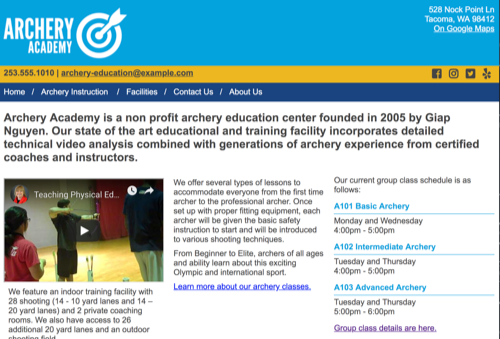 ARCHERY
ACADEMY
528 Nock Point Ln
Tacoma, WA 98412
On Google Maps
253.555.1010 | archery-education@example.com
Home / Archery Instruction / Facilities / Contact Us / About Us
Archery Academy is a non profit archery education center founded in 2005 by Giap
Nguyen. Our state of the art educational and training facility incorporates detailed
technical video analysis combined with generations of archery experience from certified
coaches and instructors.
Teaching Physical Ed...
We feature an indoor training facility with
28 shooting (14 - 10 yard lanes and 14 –
20 yard lanes) and 2 private coaching
rooms. We also have access to 26
additional 20 yard lanes and an outdoor
shooting field
We offer several types of lessons to
accommodate everyone from the first time
archer to the professional archer. Once
set up with proper fitting equipment, each
archer will be given the basic safety
instruction to start and will be introduced
to various shooting techniques.
From Beginner to Elite, archers of all ages
and ability learn about this exciting
Olympic and international sport.
Learn more about our archery classes.
Our current group class schedule is as
follows:
A101 Basic Archery
Monday and Wednesday
4:00pm - 5:00pm
A102 Intermediate Archery
Tuesday and Thursday
4:00pm - 5:00pm
A103 Advanced Archery
Tuesday and Thursday
5:00pm - 6:00pm
Group class details are here.